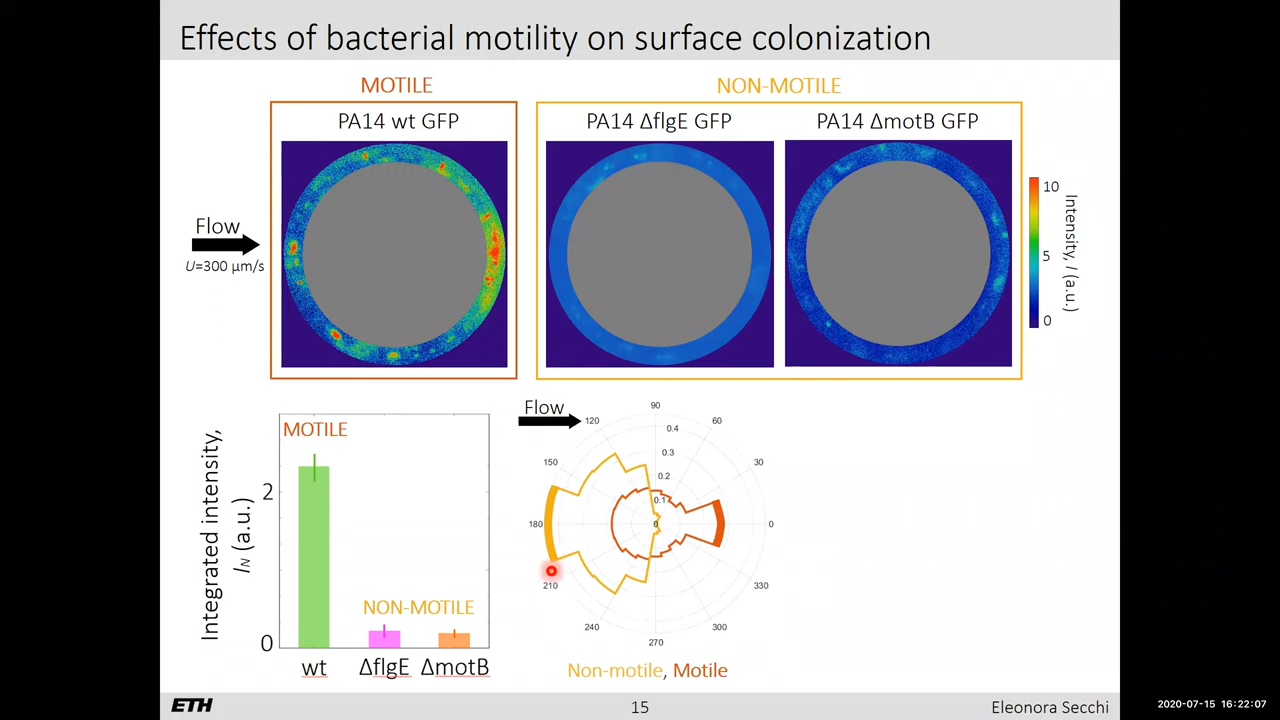 Effects of bacterial motility on surface colonization
MOTILE
NON-MOTILE
PA14 wt GFP
PA14 ΔflgE GFP
PA14 ΔmotB GFP
Flow
U=300 µm/s
10
5
0
Intensity, I (a.u.)
Integrated intensity,
I_N (a.u.)
2
0
MOTILE
NON-MOTILE
wt
ΔflgE
ΔmotB
Flow
90
120
60
0.4
0.3
150
30
0.2
0.1
180
0
0
210
330
240
300
270
Non-motile, Motile
ETH
15
Eleonora Secchi
2020-07-15 16:22:07